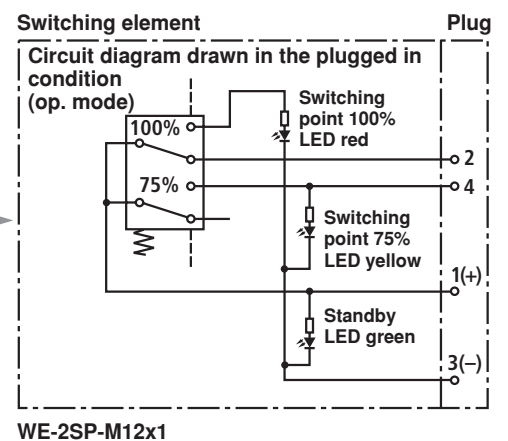 Switching element
Plug
Circuit diagram drawn in the plugged in
condition
(op. mode)
100%
Switching
point 100%
LED red
2
75%
4
Switching
point 75%
LED yellow
1(+)
Standby
LED green
3(–)
WE-2SP-M12x1